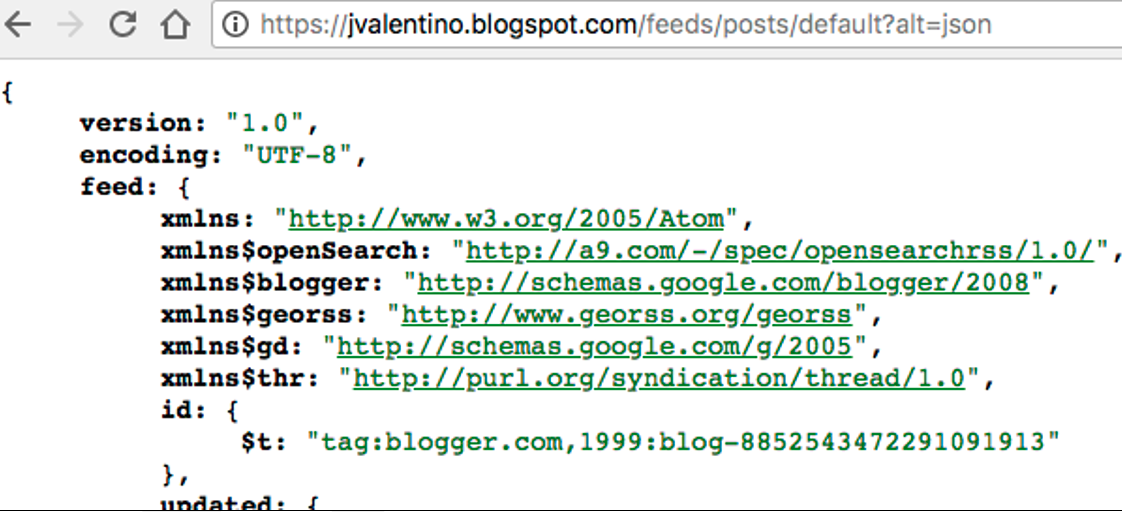 https://jvalentino.blogspot.com/feeds/posts/default?alt=json
{
version: "1.0",
encoding: "UTF-8",
feed: {
xmlns: "http://www.w3.org/2005/Atom",
xmlns$openSearch: "http://a9.com/-/spec/opensearchrss/1.0/",
xmlns$blogger: "http://schemas.google.com/blogger/2008",
xmlns$georss: "http://www.georss.org/georss",
xmlns$gd: "http://schemas.google.com/g/2005",
xmlns$thr: "http://purl.org/syndication/thread/1.0",
id: {
$t: "tag:blogger.com,1999:blog-8852543472291091913"
},
updated: {